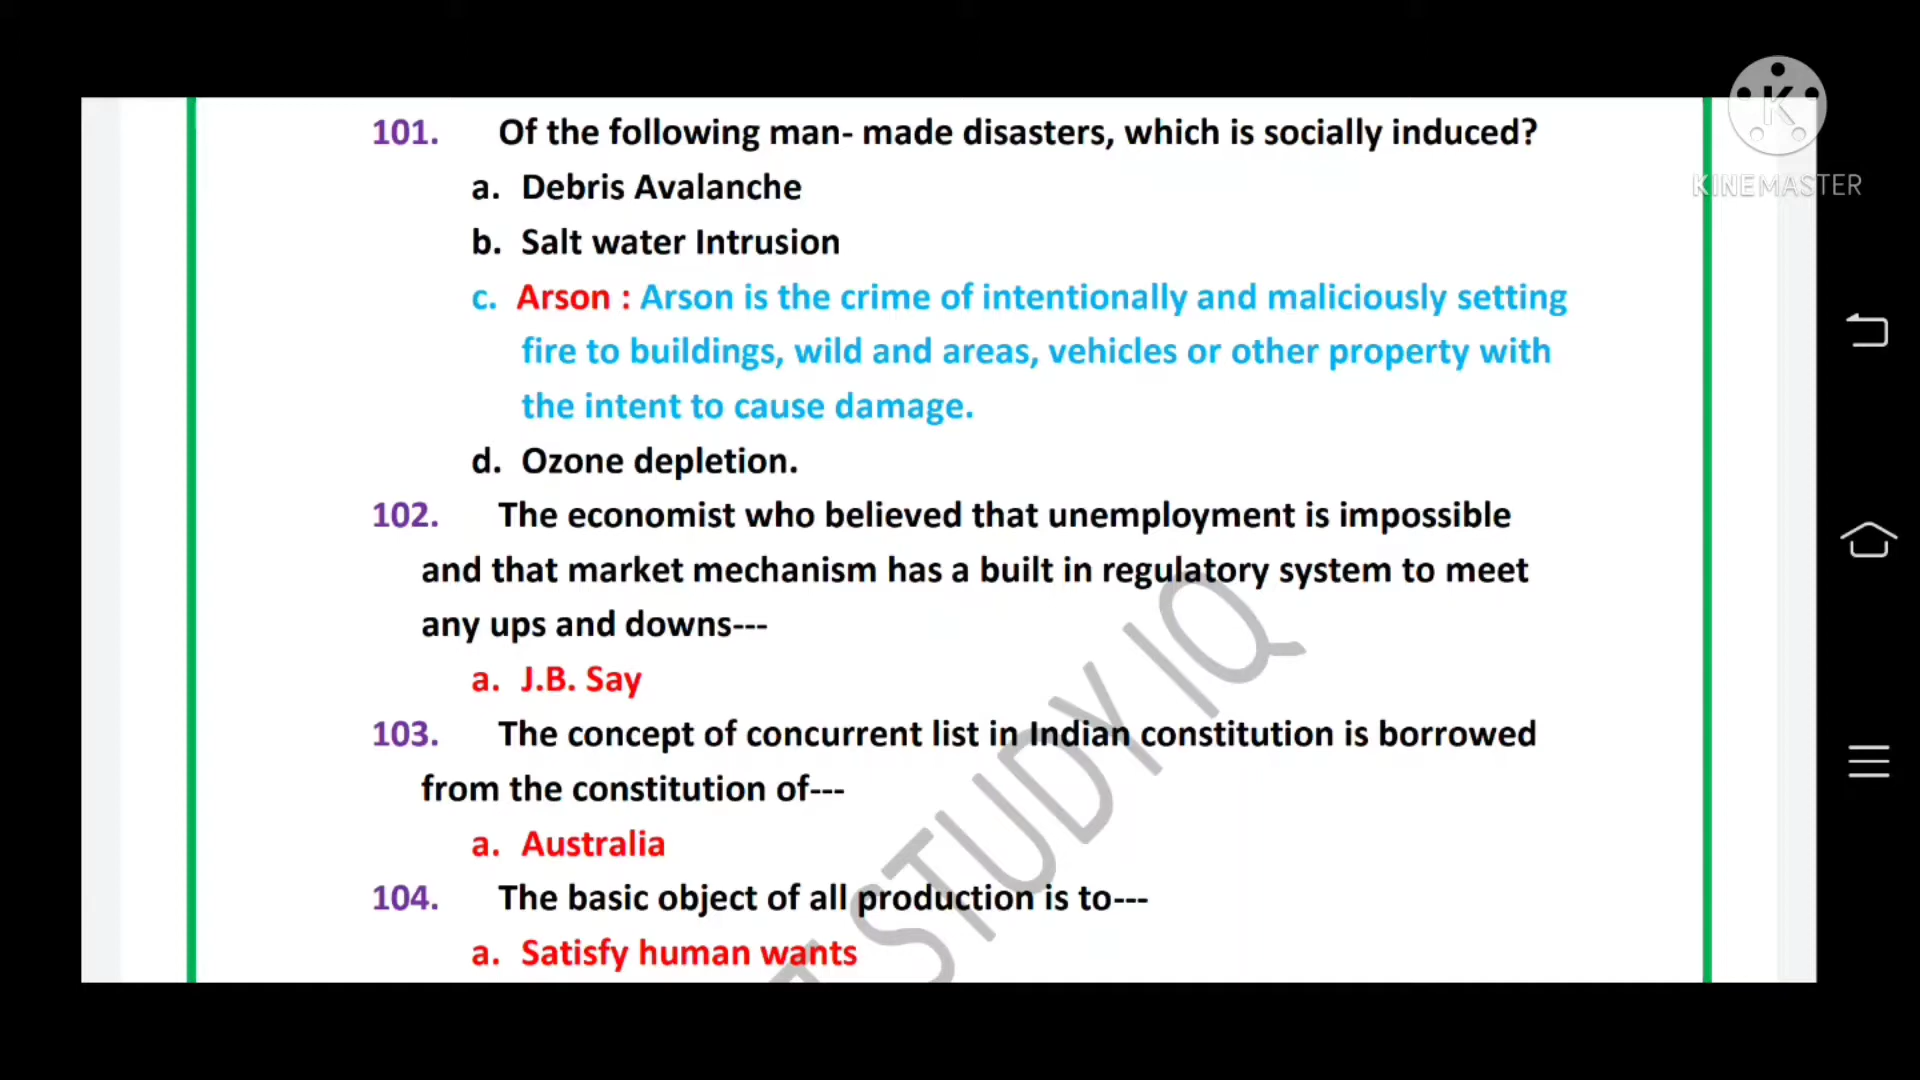 101. Of the following man- made disasters, which is socially induced?
a. Debris Avalanche
b. Salt water Intrusion
c. Arson : Arson is the crime of intentionally and maliciously setting
fire to buildings, wild and areas, vehicles or other property with
the intent to cause damage.
d. Ozone depletion.
102. The economist who believed that unemployment is impossible
and that market mechanism has a built in regulatory system to meet
any ups and downs---
a. J.B. Say
103. The concept of concurrent list in Indian constitution is borrowed
from the constitution of---
a. Australia
104. The basic object of all production is to---
a. Satisfy human wants
STUDY IQ
K
KINEMASTER